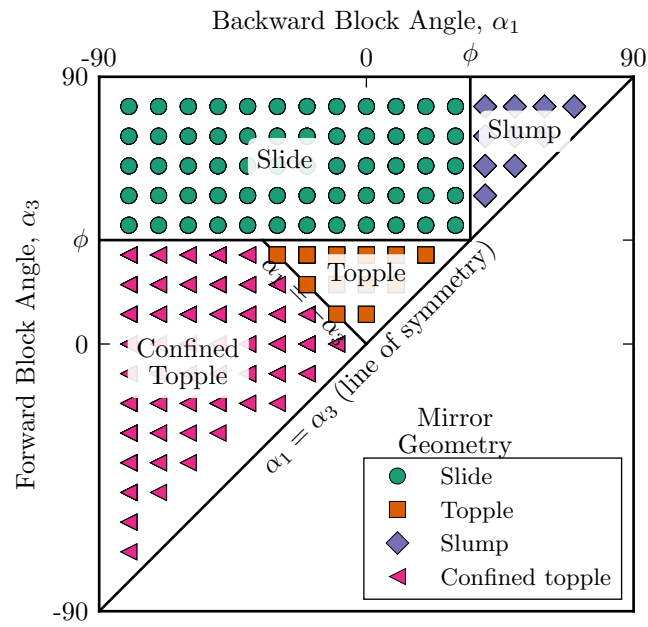 Backward Block Angle, α₁
-90 0 ϕ 90
90
Slump
Slide
Forward Block Angle, α₃
ϕ
Topple
α₁ = −α₃
0
Confined
Topple
α₁ = α₃ (line of symmetry)
Mirror
Geometry
Slide
Topple
Slump
Confined topple
-90